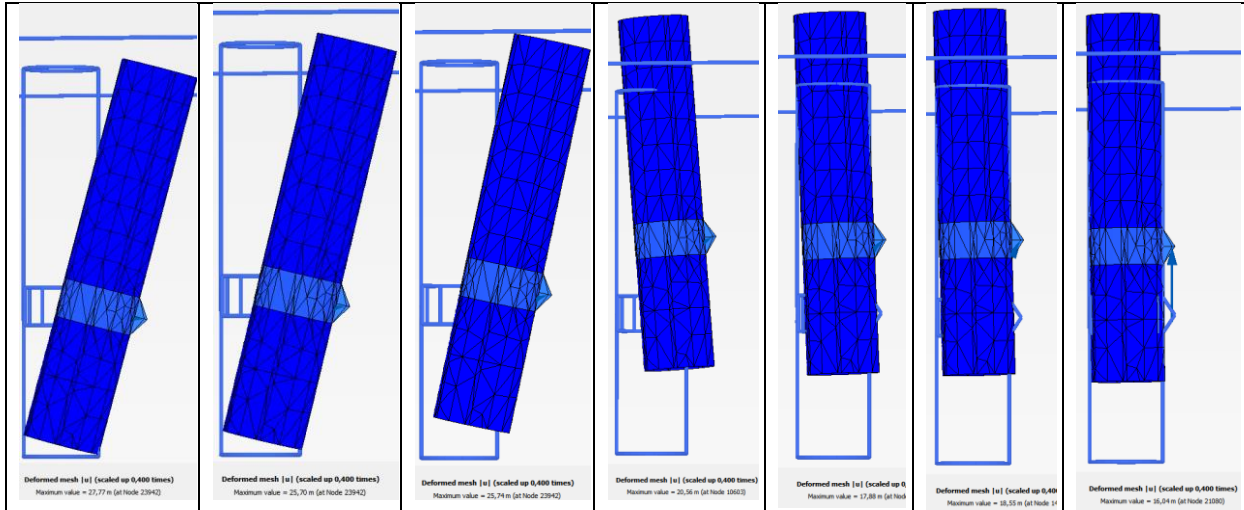 Deformed mesh |u| (scaled up 0,400 times)
Maximum value = 27,77 m (at Node 23942)
Deformed mesh |u| (scaled up 0,400 times)
Maximum value = 25,70 m (at Node 23942)
Deformed mesh |u| (scaled up 0,400 times)
Maximum value = 25,74 m (at Node 23942)
Deformed mesh |u| (scaled up 0,400 times)
Maximum value = 20,56 m (at Node 10603)
Deformed mesh |u| (scaled up 0,
Maximum value = 17,88 m (at Nod
Deformed mesh |u| (scaled up 0,40
Maximum value = 18,55 m (at Node 14
Deformed mesh |u| (scaled up 0,400 times)
Maximum value = 16,04 m (at Node 21080)